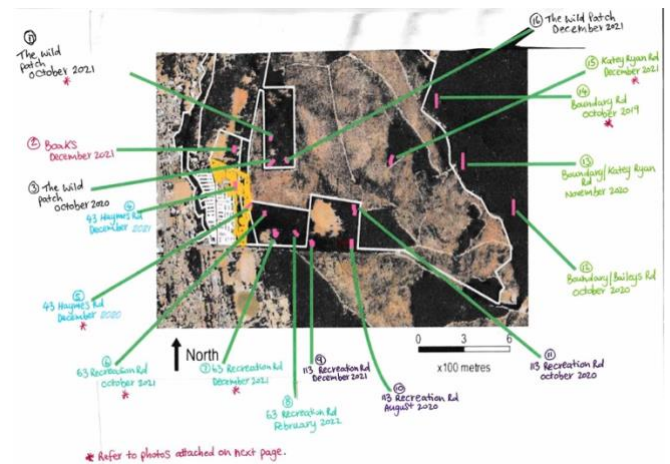 ①
The wild
patch
october 2021
*
② Boak's
December 2021
③ The Wild
Patch
october 2020
④
43 Haynes Rd
December 2021
⑤
43 Haynes Rd
December 2020
*
⑥
63 Recreation Rd
october 2021
*
⑦ 63 Recreation Rd
December 2021
*
⑧
63 Recreation Rd
February 2022
⑨
113 Recreation Rd
December 2021
⑩
113 Recreation Rd
August 2020
⑪
113 Recreation Rd
october 2020
⑫
Boundary/Baileys Rd
october 2020
⑬
Boundary/Katey Ryan
Rd
November 2020
⑭
Boundary Rd
october 2019
*
⑮ Katey Ryan Rd
December 2021
*
⑯ The Wild Patch
December 2021
North
0 3 6
x100 metres
* Refer to photos attached on next page.